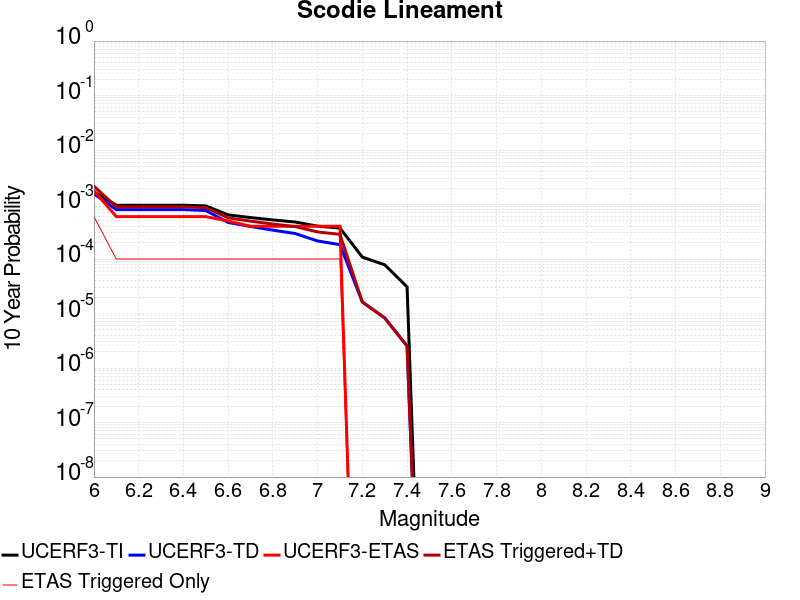 Scodie Lineament
10 0
10 -1
10 -2
10 -3
10 -4
10 -5
10 -6
10 -7
10 -8
10 Year Probability
6 6.2 6.4 6.6 6.8 7 7.2 7.4 7.6 7.8 8 8.2 8.4 8.6 8.8 9
Magnitude
UCERF3-TI UCERF3-TD UCERF3-ETAS ETAS Triggered+TD
ETAS Triggered Only